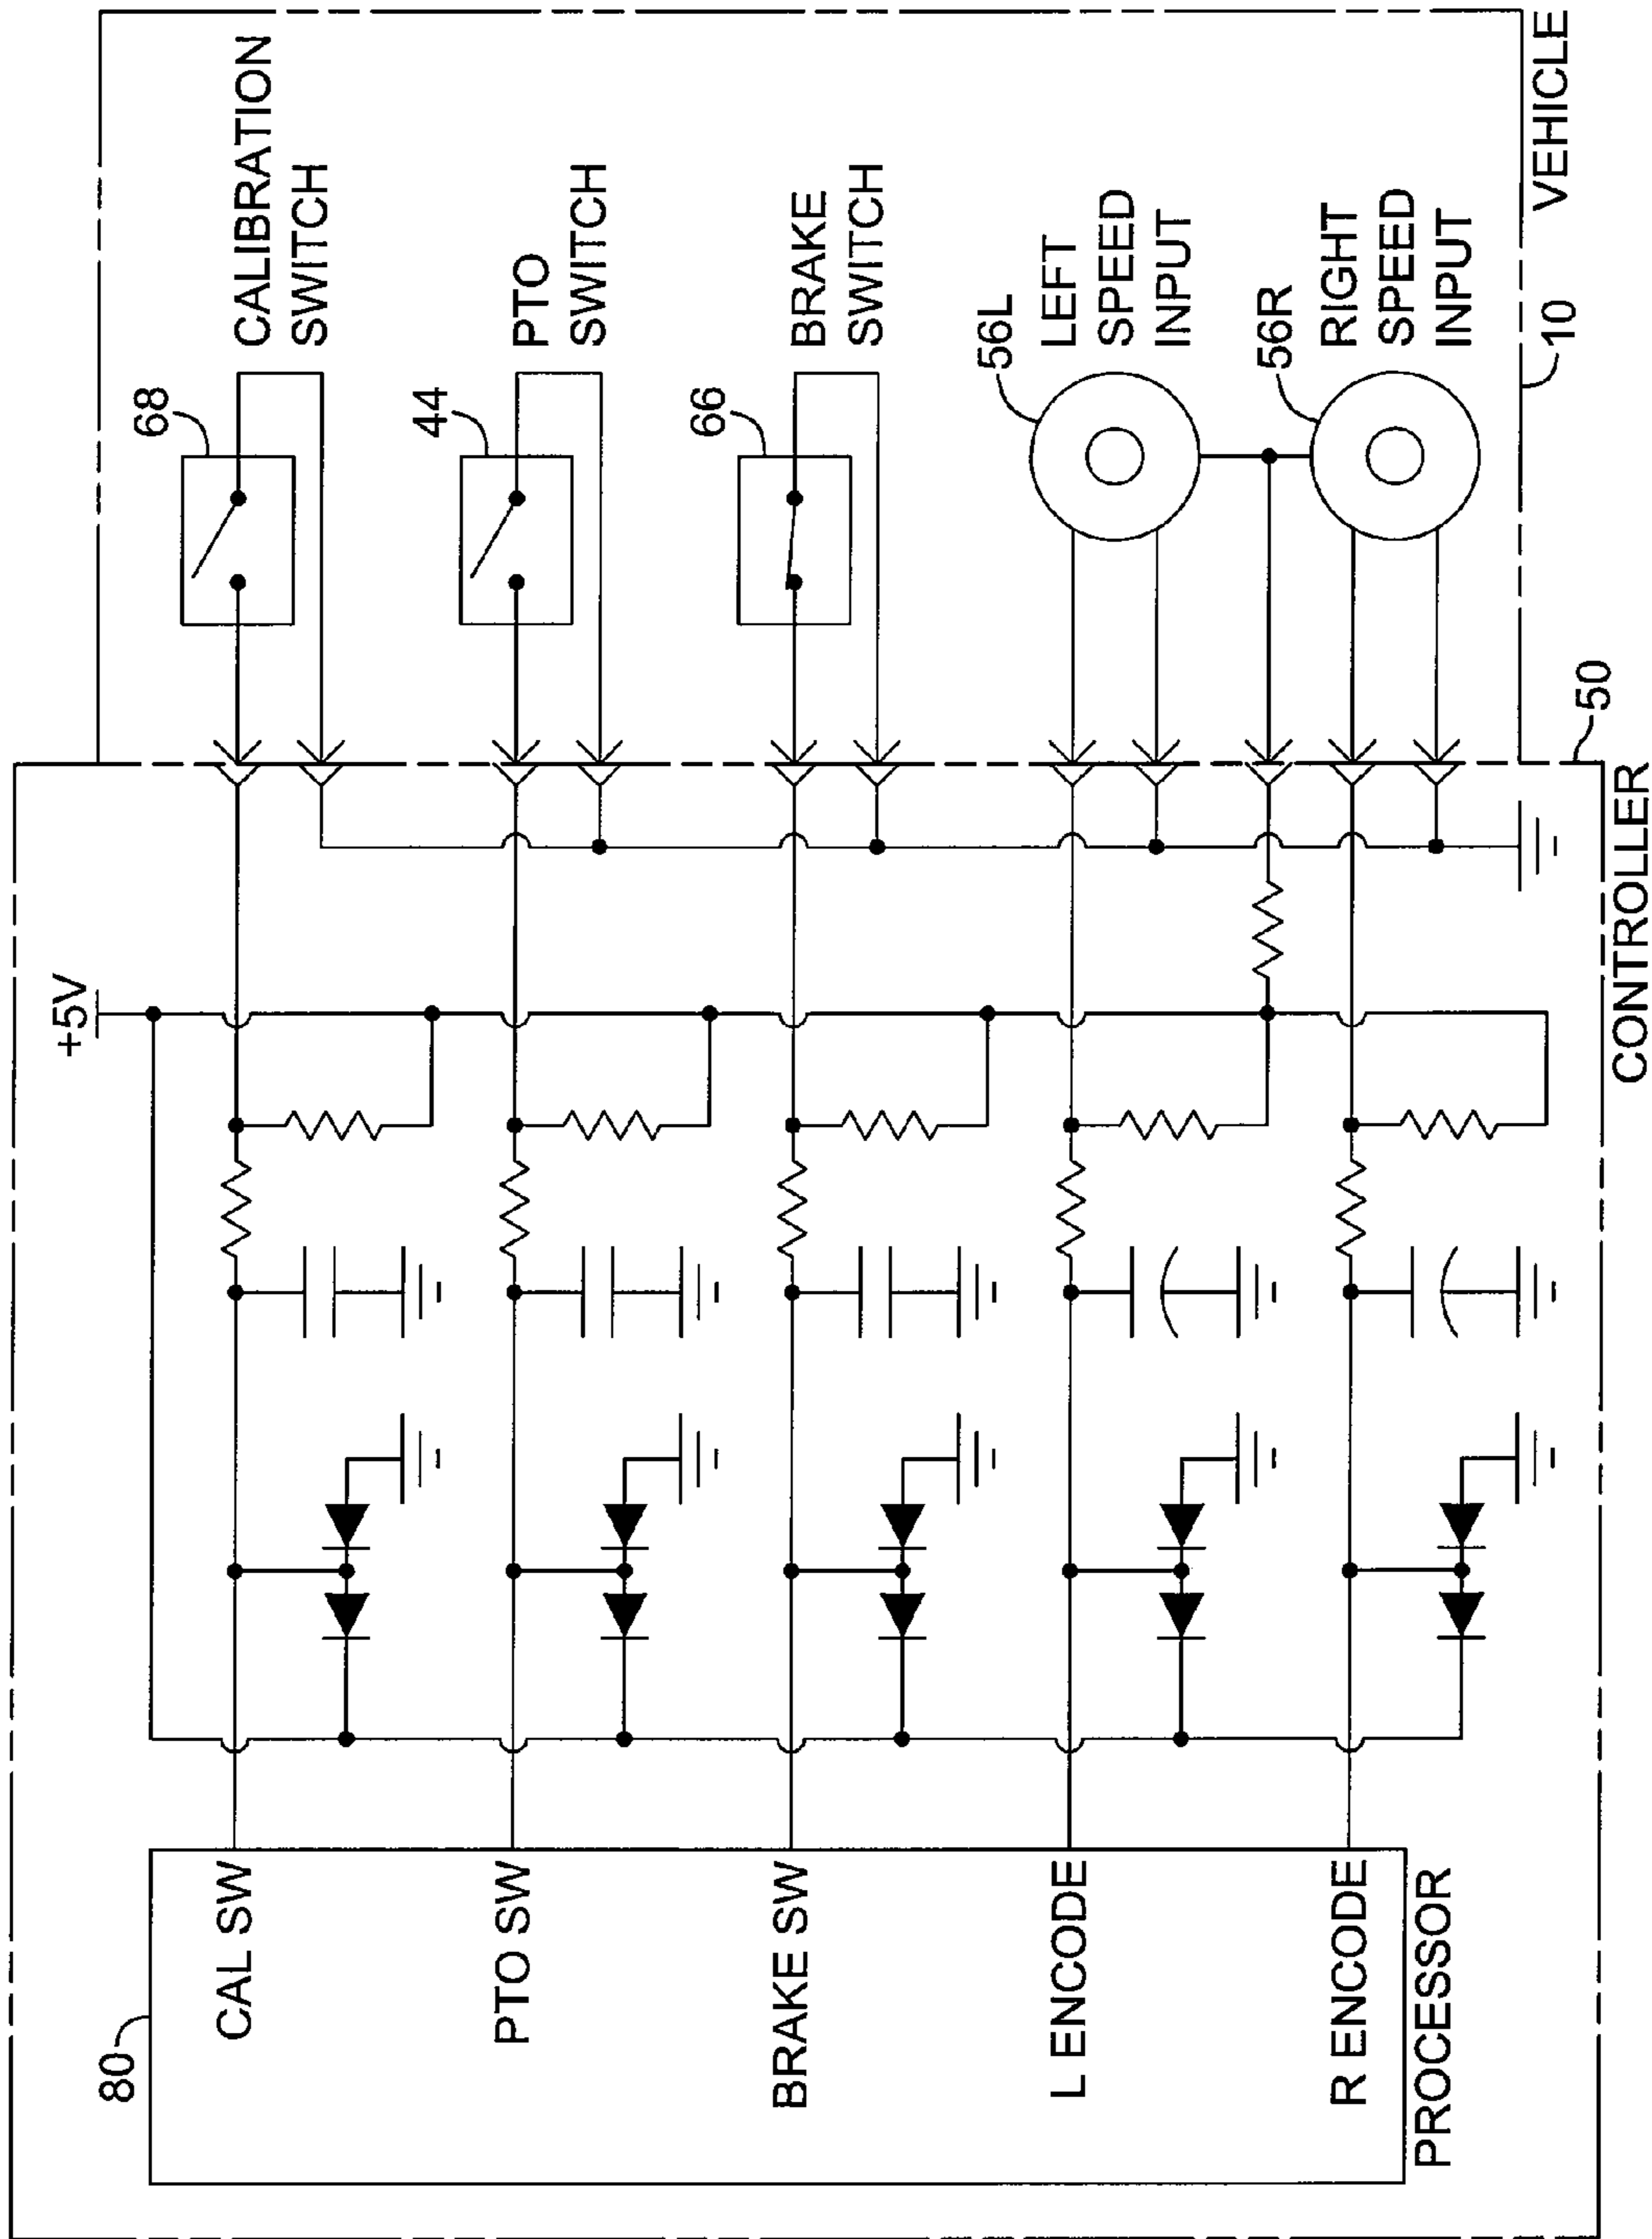 80
CAL SW
PTO SW
BRAKE SW
L ENCODE
R ENCODE
PROCESSOR
+5V
CONTROLLER
50
68
CALIBRATION
SWITCH
44
PTO
SWITCH
66
BRAKE
SWITCH
56L
LEFT
SPEED
INPUT
56R
RIGHT
SPEED
INPUT
10
VEHICLE